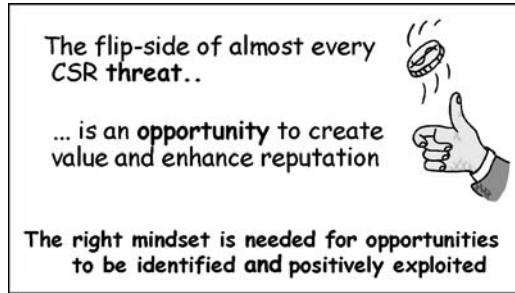 The flip-side of almost every
CSR threat..
... is an opportunity to create
value and enhance reputation
The right mindset is needed for opportunities
to be identified and positively exploited